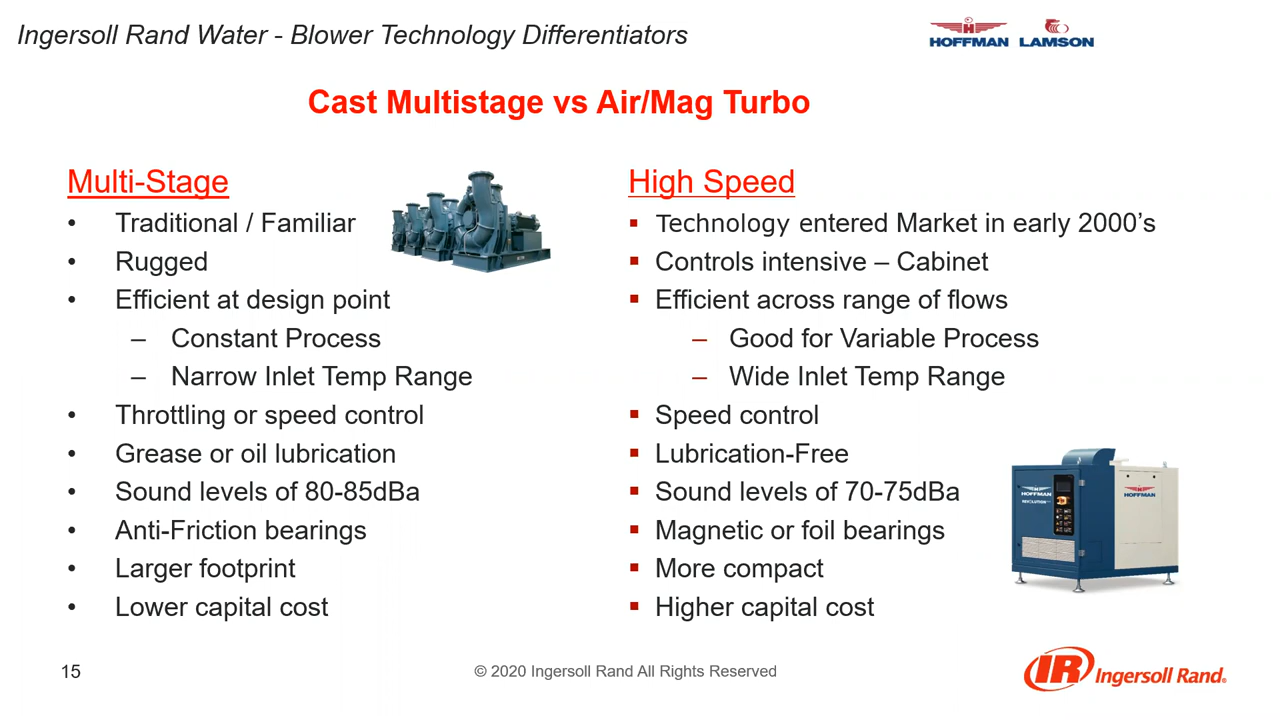 Ingersoll Rand Water - Blower Technology Differentiators
HOFFMAN LAMSON
Cast Multistage vs Air/Mag Turbo
Multi-Stage
• Traditional / Familiar
• Rugged
• Efficient at design point
– Constant Process
– Narrow Inlet Temp Range
• Throttling or speed control
• Grease or oil lubrication
• Sound levels of 80-85dBa
• Anti-Friction bearings
• Larger footprint
• Lower capital cost
High Speed
▪ Technology entered Market in early 2000’s
▪ Controls intensive – Cabinet
▪ Efficient across range of flows
– Good for Variable Process
– Wide Inlet Temp Range
▪ Speed control
▪ Lubrication-Free
▪ Sound levels of 70-75dBa
▪ Magnetic or foil bearings
▪ More compact
▪ Higher capital cost
HOFFMAN
REVOLUTION
HOFFMAN
15
© 2020 Ingersoll Rand All Rights Reserved
IR Ingersoll Rand